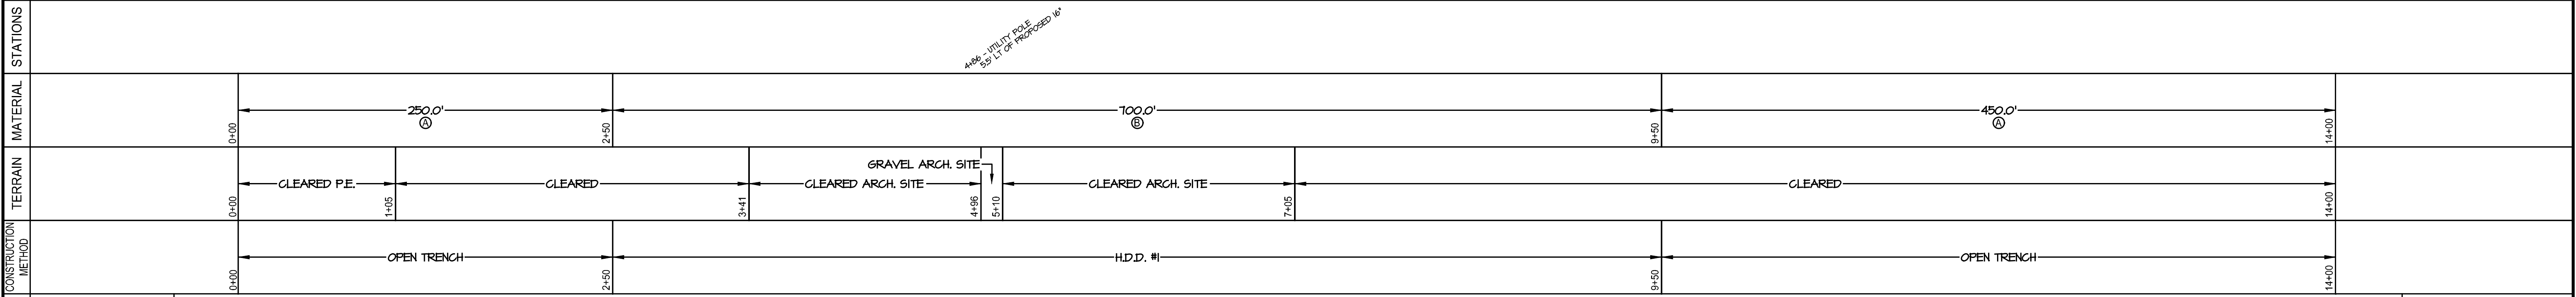 STATIONS
4+86 - UTILITY POLE
5.5' LT OF PROPOSED 16"
MATERIAL
0+00
250.0'
A
2+50
700.0'
B
9+50
450.0'
A
14+00
TERRAIN
0+00
CLEARED P.E.
1+05
CLEARED
3+41
CLEARED ARCH. SITE
GRAVEL ARCH. SITE
4+96
5+10
CLEARED ARCH. SITE
7+05
CLEARED
14+00
CONSTRUCTION
METHOD
0+00
OPEN TRENCH
2+50
H.D.D. #1
9+50
OPEN TRENCH
14+00